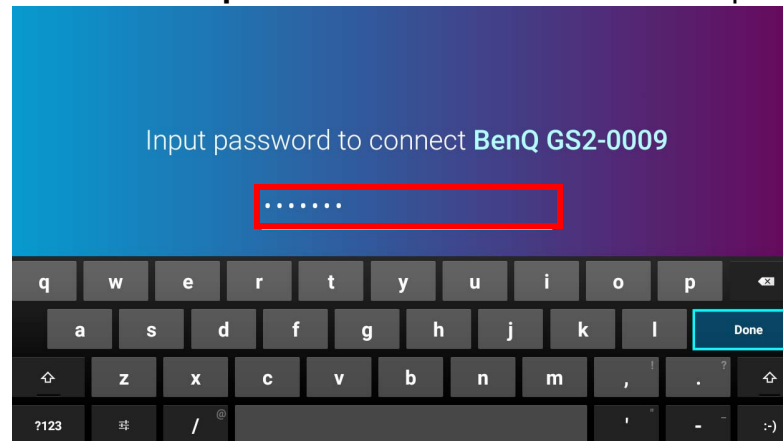 Input password to connect BenQ GS2-0009
•••••••
q w e r t y u i o p
a s d f g h j k l Done
z x c v b n m , ! . ?
?123 / @ ' " - _ :-)